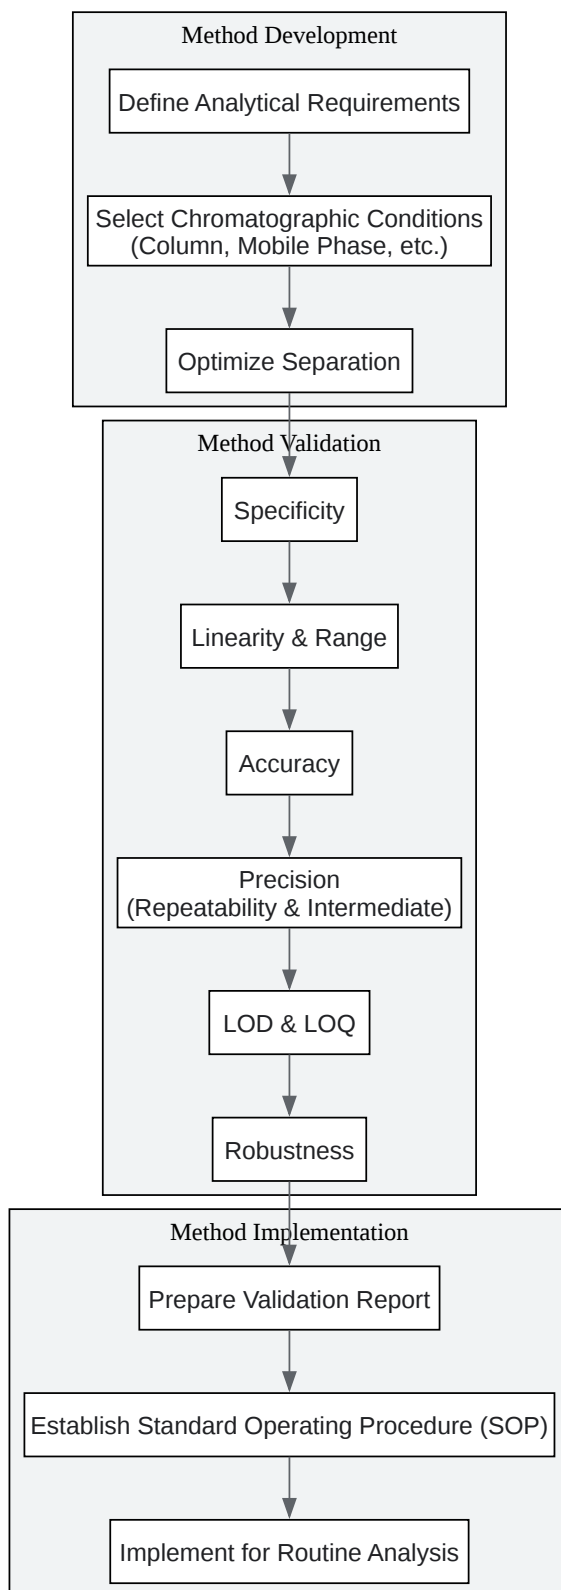 Method Development
Define Analytical Requirements
Select Chromatographic Conditions
(Column, Mobile Phase, etc.)
Optimize Separation
Method Validation
Specificity
Linearity & Range
Accuracy
Precision
(Repeatability & Intermediate)
LOD & LOQ
Robustness
Method Implementation
Prepare Validation Report
Establish Standard Operating Procedure (SOP)
Implement for Routine Analysis